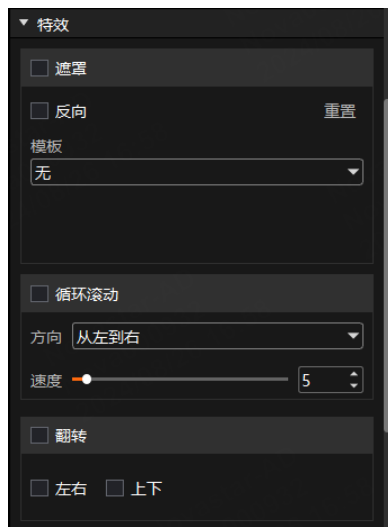 特效
遮罩
反向 重置
模板
无
循环滚动
方向 从左到右
速度 5
翻转
左右 上下